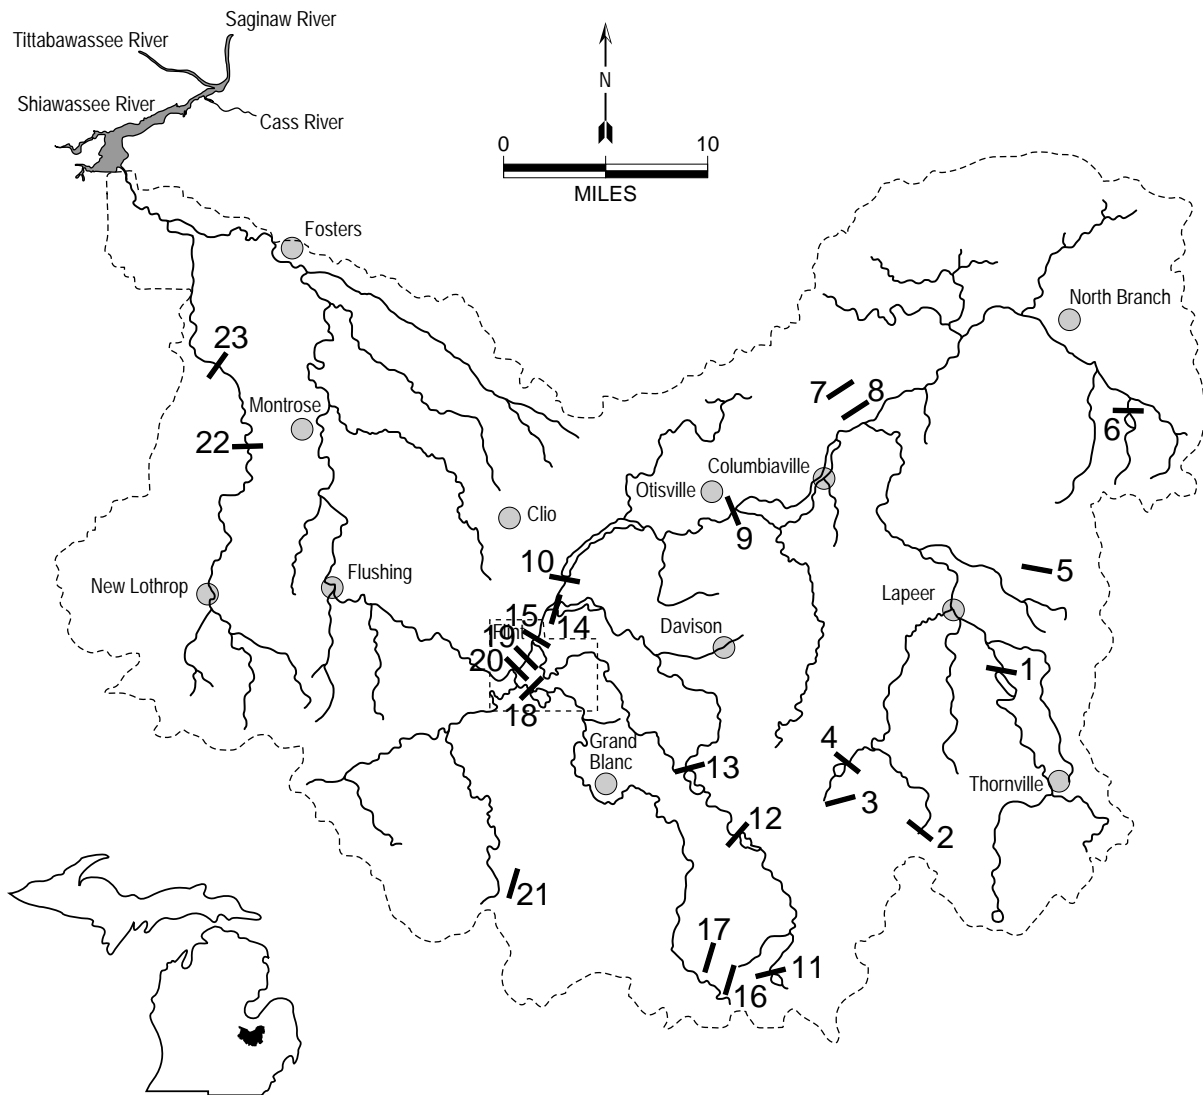 Saginaw River
Tittabawassee River
Shiawassee River
Cass River
N
0 10
MILES
Fosters
North Branch
23
7
8
Montrose
6
22
Columbiaville
Otisville
Clio
9
10
5
New Lothrop
Flushing
Lapeer
15
14
Flint
Davison
19
20
1
18
Grand
Blanc
4
13
Thornville
3
12
2
21
17
11
16